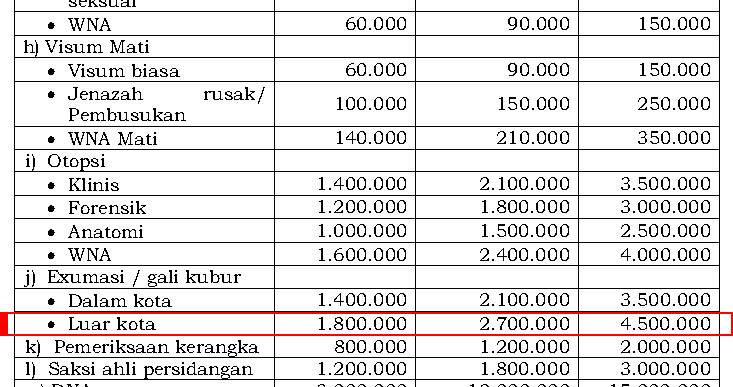 seksual
• WNA 60.000 90.000 150.000
h) Visum Mati
• Visum biasa 60.000 90.000 150.000
• Jenazah rusak/
Pembusukan 100.000 150.000 250.000
• WNA Mati 140.000 210.000 350.000
i) Otopsi
• Klinis 1.400.000 2.100.000 3.500.000
• Forensik 1.200.000 1.800.000 3.000.000
• Anatomi 1.000.000 1.500.000 2.500.000
• WNA 1.600.000 2.400.000 4.000.000
j) Exumasi / gali kubur
• Dalam kota 1.400.000 2.100.000 3.500.000
• Luar kota 1.800.000 2.700.000 4.500.000
k) Pemeriksaan kerangka 800.000 1.200.000 2.000.000
l) Saksi ahli persidangan 1.200.000 1.800.000 3.000.000
DNA